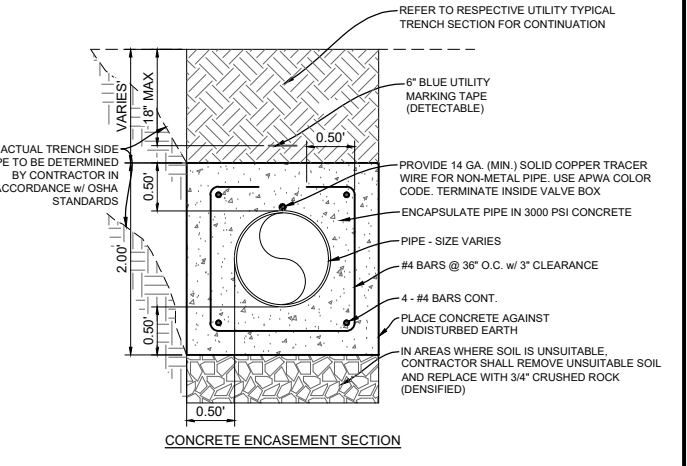 REFER TO RESPECTIVE UTILITY TYPICAL
TRENCH SECTION FOR CONTINUATION
6" BLUE UTILITY
MARKING TAPE
(DETECTABLE)
VARIES'
18" MAX
0.50'
ACTUAL TRENCH SIDE
PE TO BE DETERMINED
BY CONTRACTOR IN
ACCORDANCE w/ OSHA
STANDARDS
PROVIDE 14 GA. (MIN.) SOLID COPPER TRACER
WIRE FOR NON-METAL PIPE. USE APWA COLOR
CODE. TERMINATE INSIDE VALVE BOX
0.50'
ENCAPSULATE PIPE IN 3000 PSI CONCRETE
PIPE - SIZE VARIES
2.00'
#4 BARS @ 36" O.C. w/ 3" CLEARANCE
4 - #4 BARS CONT.
0.50'
PLACE CONCRETE AGAINST
UNDISTURBED EARTH
IN AREAS WHERE SOIL IS UNSUITABLE,
CONTRACTOR SHALL REMOVE UNSUITABLE SOIL
AND REPLACE WITH 3/4" CRUSHED ROCK
(DENSIFIED)
0.50'
CONCRETE ENCASEMENT SECTION